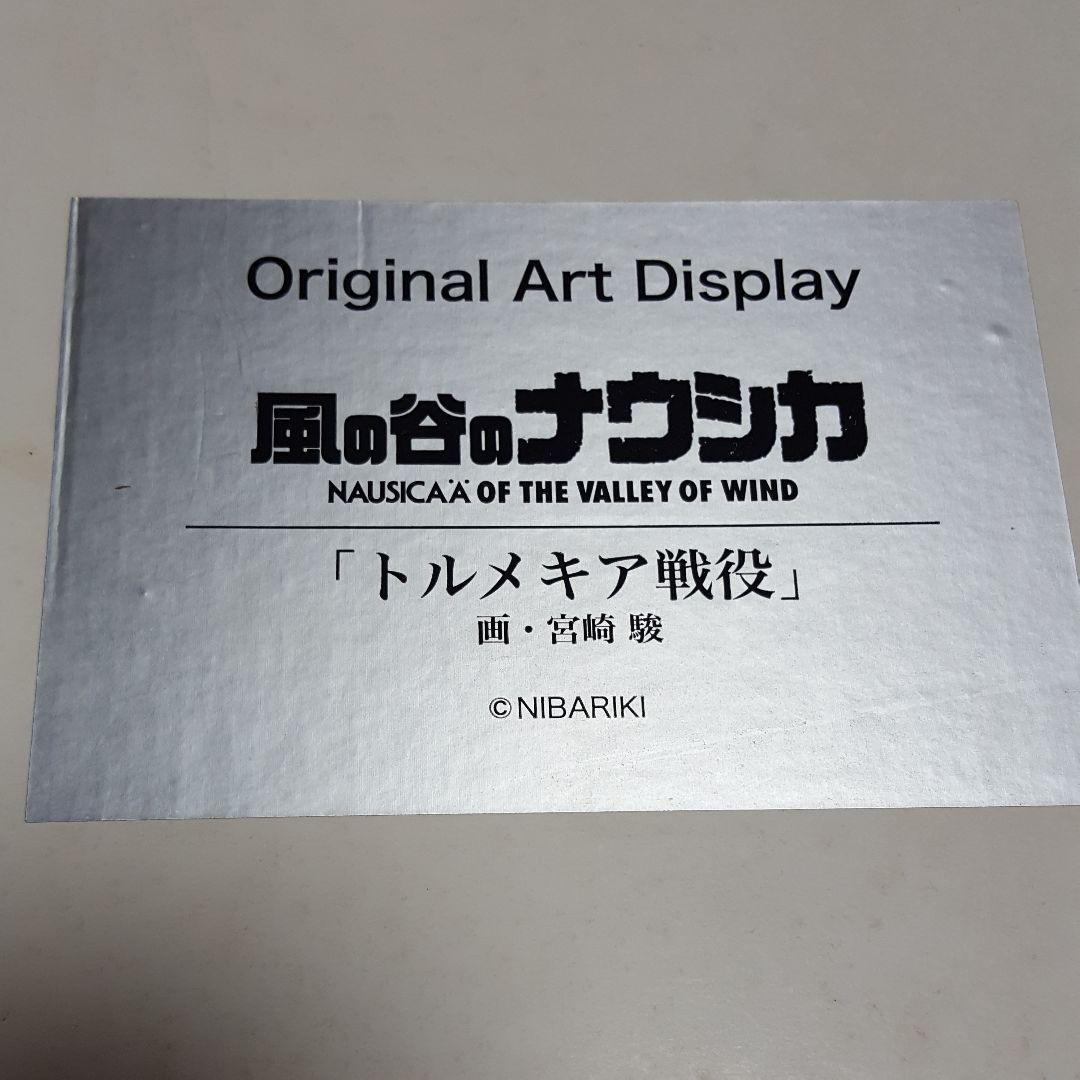 Original Art Display
風の谷のナウシカ
NAUSICAÄ OF THE VALLEY OF WIND
「トルメキア戦役」
画・宮崎 駿
©NIBARIKI